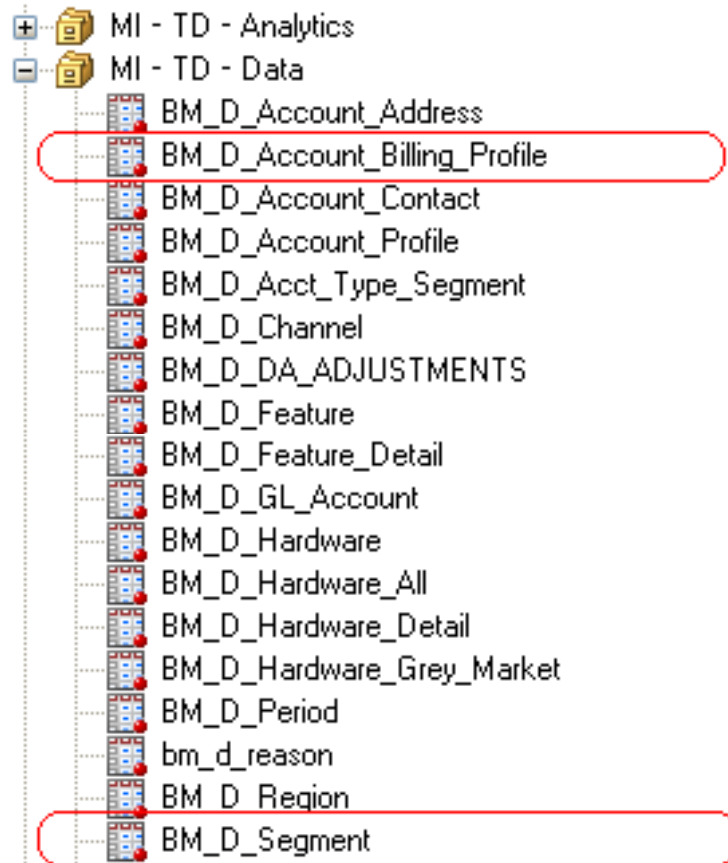 MI - TD - Analytics
MI - TD - Data
BM_D_Account_Address
BM_D_Account_Billing_Profile
BM_D_Account_Contact
BM_D_Account_Profile
BM_D_Acct_Type_Segment
BM_D_Channel
BM_D_DA_ADJUSTMENTS
BM_D_Feature
BM_D_Feature_Detail
BM_D_GL_Account
BM_D_Hardware
BM_D_Hardware_All
BM_D_Hardware_Detail
BM_D_Hardware_Grey_Market
BM_D_Period
bm_d_reason
BM_D_Region
BM_D_Segment